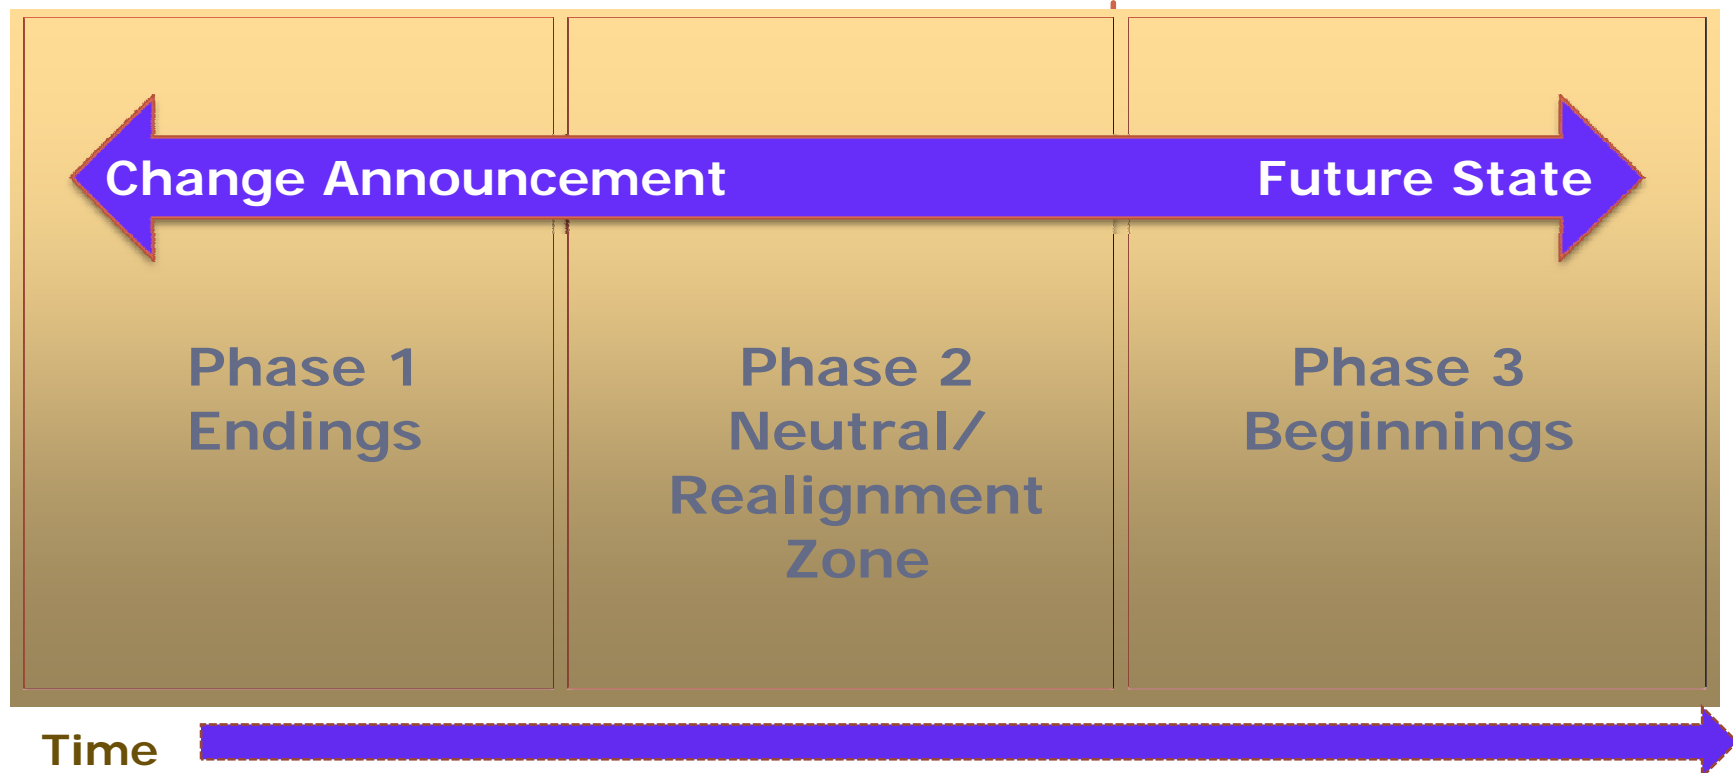 Change Announcement
Future State
Phase 1
Endings
Phase 2
Neutral/
Realignment
Zone
Phase 3
Beginnings
Time